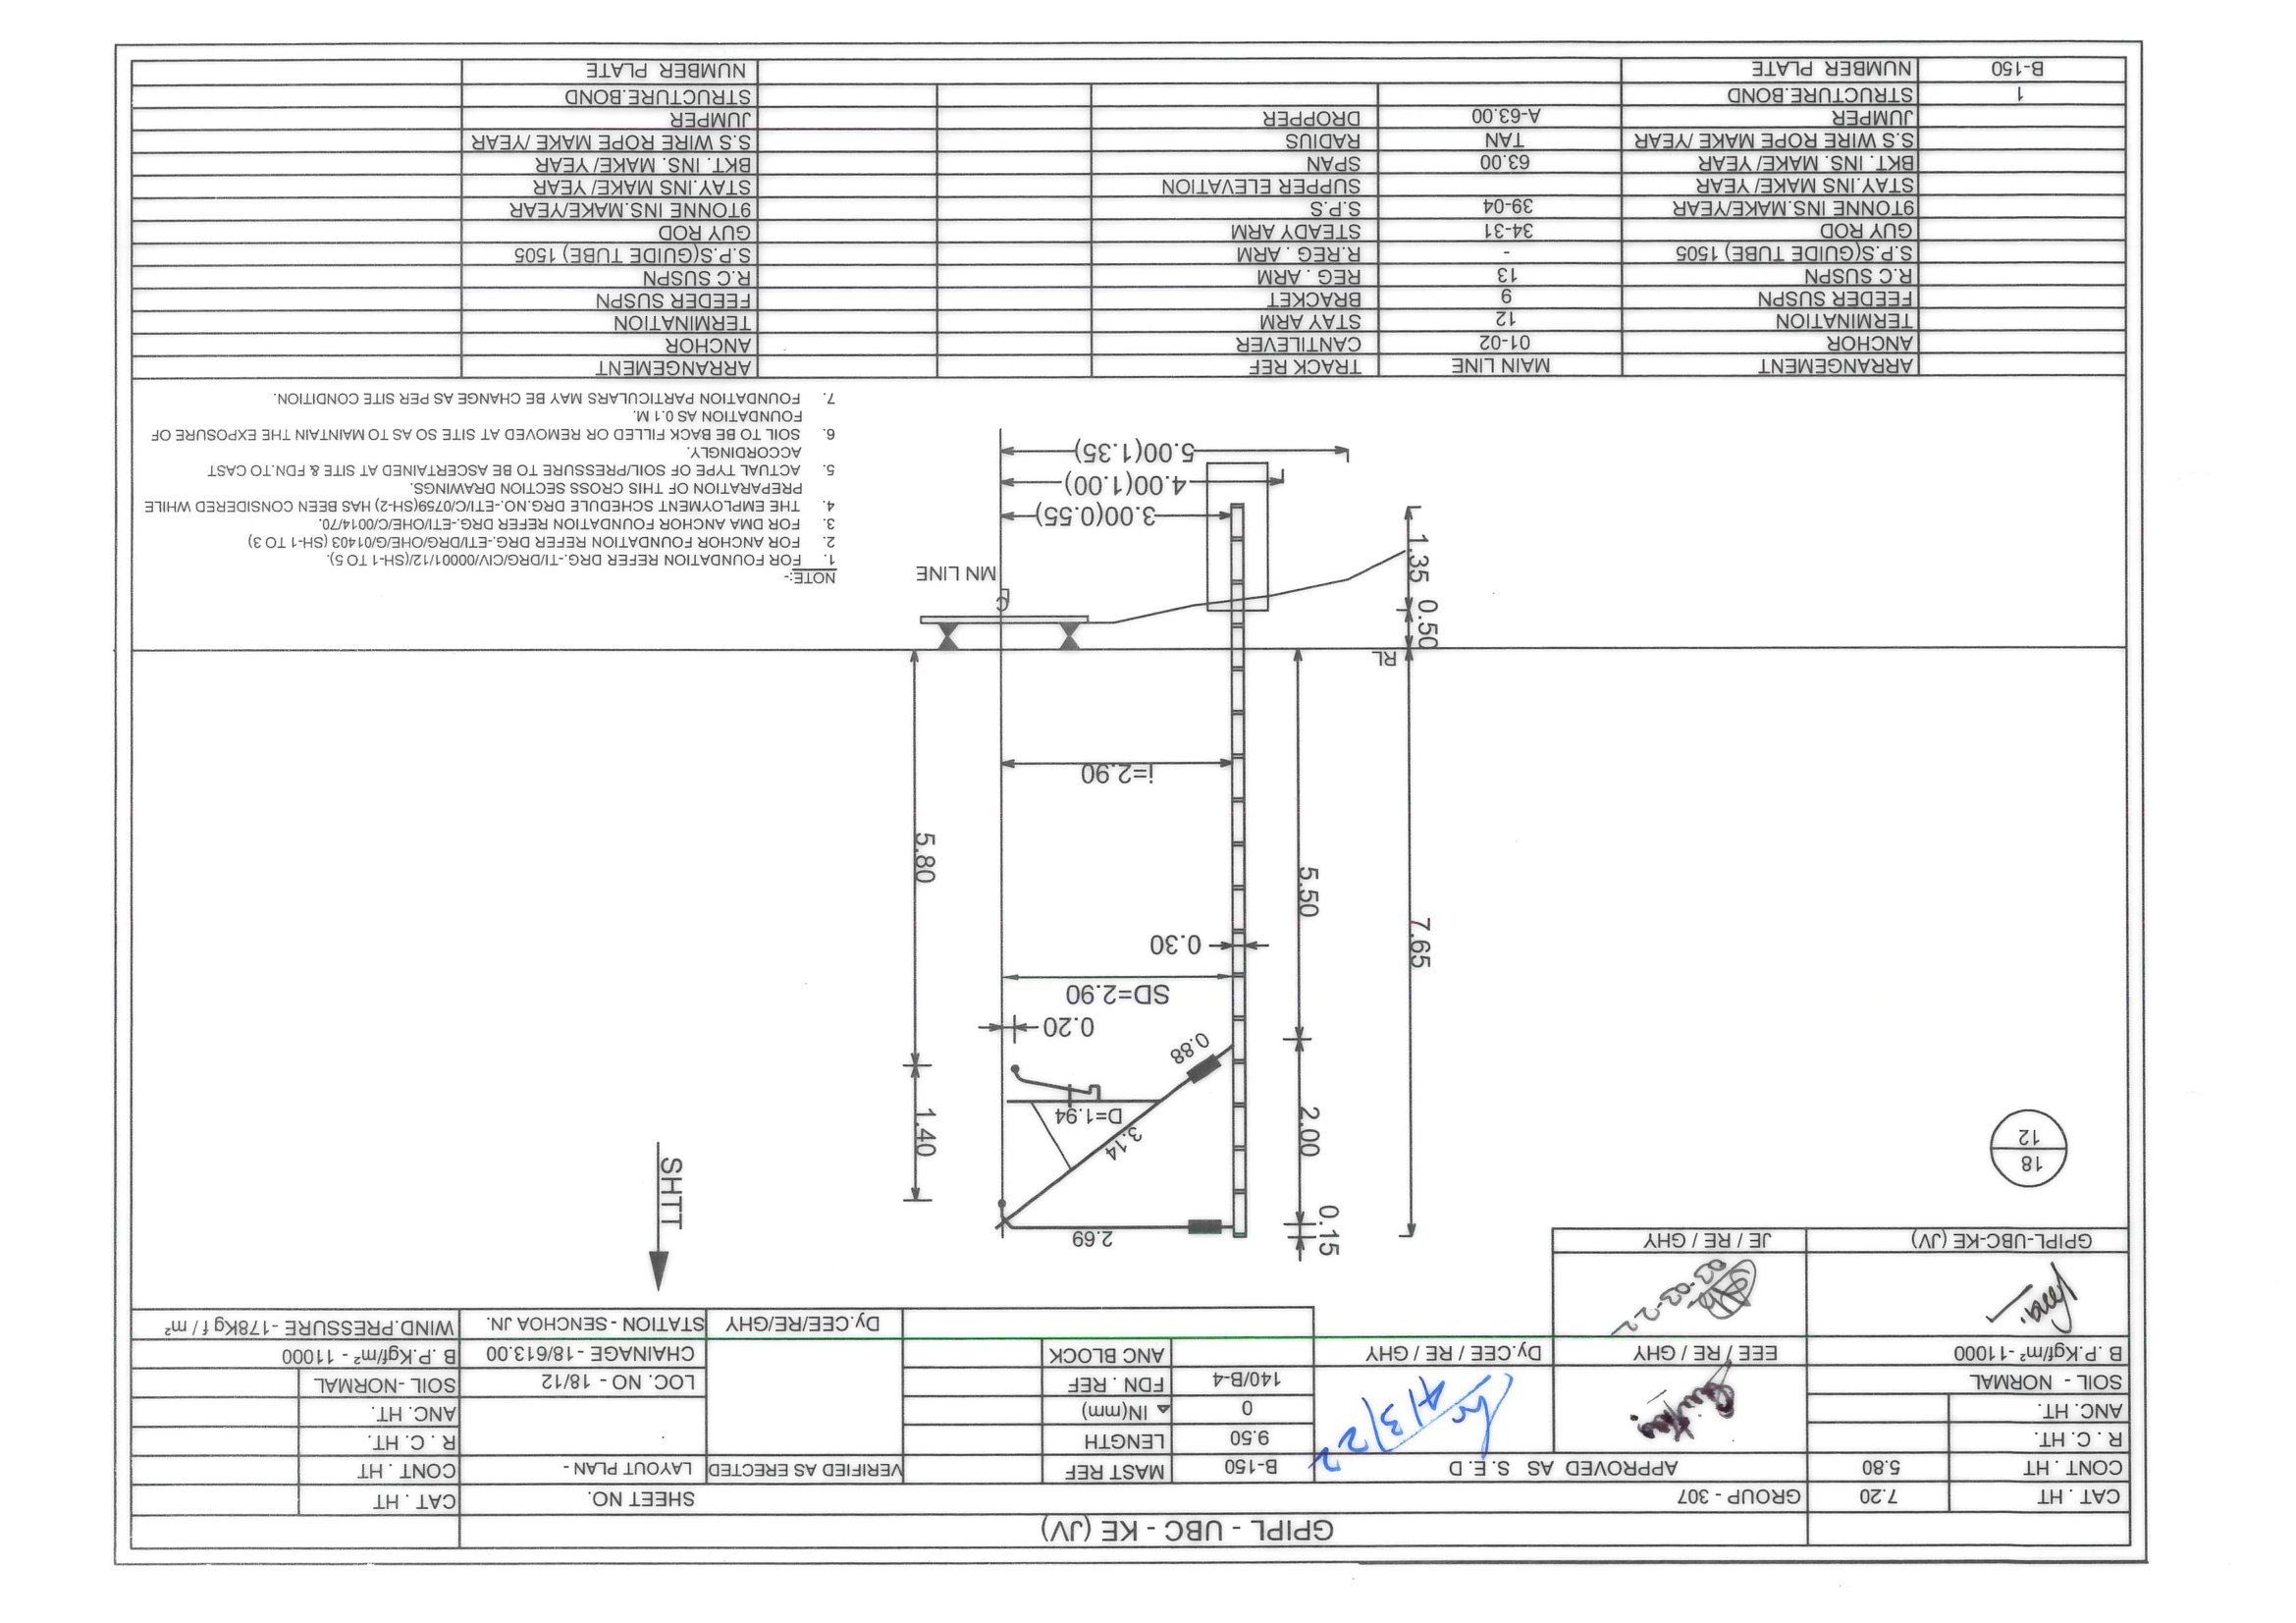 GPIPL - UBC - KE (JV)
CAT . HT 7.20 GROUP - 307 SHEET NO. CAT . HT
CONT . HT 5.80 APPROVED AS S. E. D B-150 MAST REF VERIFIED AS ERECTED LAYOUT PLAN - CONT . HT
R . C. HT. 9.50 LENGTH R . C. HT.
ANC. HT. 0 △ IN(mm) ANC. HT.
4/3/22
SOIL - NORMAL 140/B-4 FDN . REF LOC. NO - 18/12 SOIL -NORMAL
B .P.Kgf/m² -11000 EEE / RE / GHY Dy.CEE / RE / GHY ANC BLOCK CHAINAGE -18/613.00 B .P.Kgf/m² - 11000
Dy.CEE/RE/GHY STATION - SENCHOA JN. WIND.PRESSURE -178Kg f / m²
03-03-22
GPIPL-UBC-KE (JV) JE / RE / GHY
18
12
0.15
2.69
SHTT
2.00
3.14
1.40
D=1.94
0.88
0.20
SD=2.90
7.65
0.30
5.50
5.80
i=2.90
RL
0.50
CL
MN LINE
1.35
3.00(0.55)
4.00(1.00)
5.00(1.35)
NOTE:-
1. FOR FOUNDATION REFER DRG.-TI/DRG/CIV/00001/12/(SH-1 TO 5).
2. FOR ANCHOR FOUNDATION REFER DRG.-ETI/DRG/OHE/G/01403 (SH-1 TO 3)
3. FOR DMA ANCHOR FOUNDATION REFER DRG.-ETI/OHE/C/0014/70.
4. THE EMPLOYMENT SCHEDULE DRG.NO.-ETI/C/0759(SH-2) HAS BEEN CONSIDERED WHILE
PREPARATION OF THIS CROSS SECTION DRAWINGS.
5. ACTUAL TYPE OF SOIL/PRESSURE TO BE ASCERTAINED AT SITE & FDN.TO CAST
ACCORDINGLY.
6. SOIL TO BE BACK FILLED OR REMOVED AT SITE SO AS TO MAINTAIN THE EXPOSURE OF
FOUNDATION AS 0.1 M.
7. FOUNDATION PARTICULARS MAY BE CHANGE AS PER SITE CONDITION.
ARRANGEMENT MAIN LINE TRACK REF ARRANGEMENT
ANCHOR 01-02 CANTILEVER ANCHOR
TERMINATION 12 STAY ARM TERMINATION
FEEDER SUSPN 9 BRACKET FEEDER SUSPN
R.C SUSPN 13 REG . ARM R.C SUSPN
S.P.S(GUIDE TUBE) 1505 - R.REG . ARM S.P.S(GUIDE TUBE) 1505
GUY ROD 34-31 STEADY ARM GUY ROD
9TONNE INS.MAKE/YEAR 39-04 S.P.S 9TONNE INS.MAKE/YEAR
STAY.INS MAKE/ YEAR SUPPER ELEVATION STAY.INS MAKE/ YEAR
BKT. INS. MAKE/ YEAR 63.00 SPAN BKT. INS. MAKE/ YEAR
S.S WIRE ROPE MAKE /YEAR TAN RADIUS S.S WIRE ROPE MAKE /YEAR
JUMPER A-63.00 DROPPER JUMPER
1 STRUCTURE.BOND STRUCTURE.BOND
B-150 NUMBER PLATE NUMBER PLATE